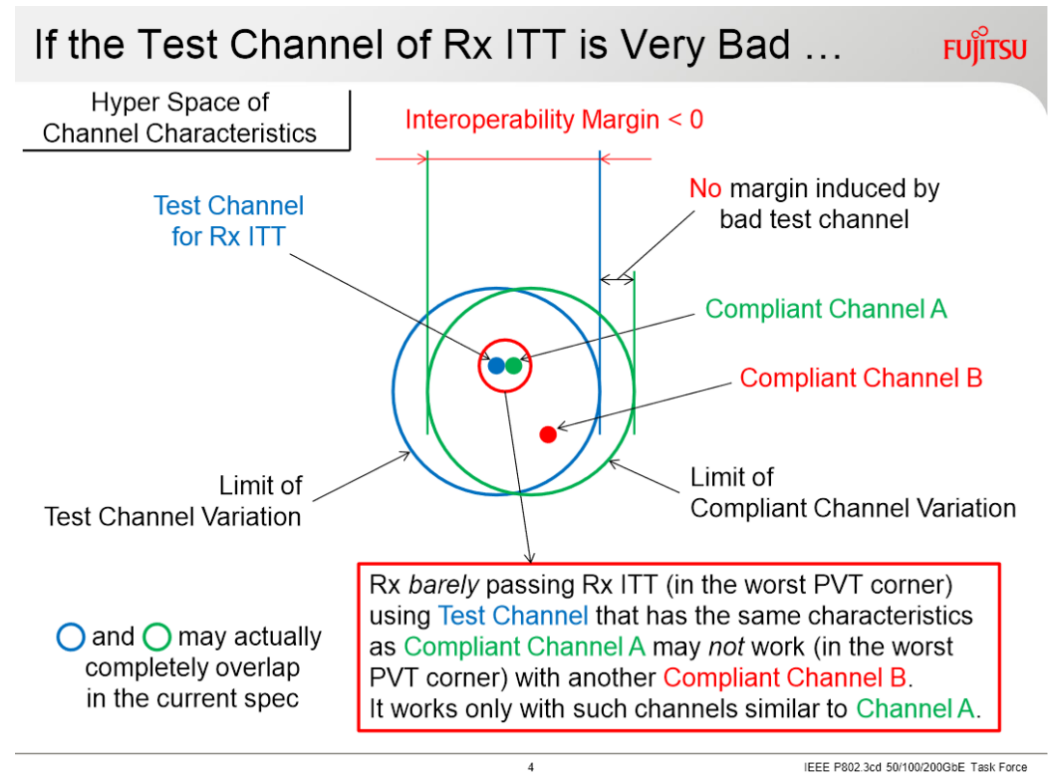 If the Test Channel of Rx ITT is Very Bad …
FUJITSU
Hyper Space of
Channel Characteristics
Interoperability Margin < 0
Test Channel
for Rx ITT
No margin induced by
bad test channel
Compliant Channel A
Compliant Channel B
Limit of
Test Channel Variation
Limit of
Compliant Channel Variation
Rx barely passing Rx ITT (in the worst PVT corner)
using Test Channel that has the same characteristics
as Compliant Channel A may not work (in the worst
PVT corner) with another Compliant Channel B.
It works only with such channels similar to Channel A.
and may actually
completely overlap
in the current spec
4
IEEE P802.3cd 50/100/200GbE Task Force